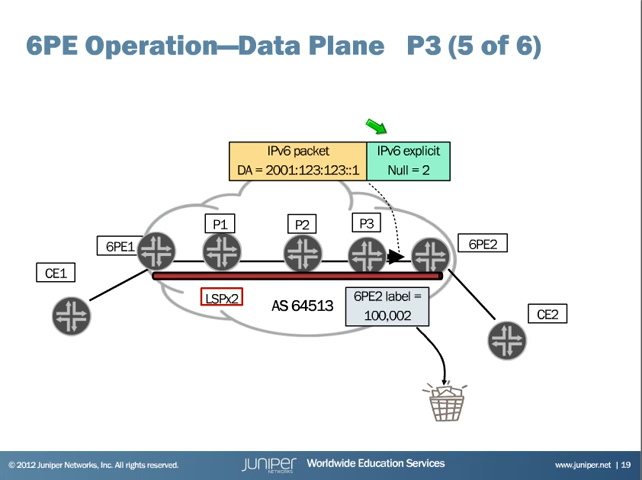 6PE Operation—Data Plane P3 (5 of 6)
IPv6 packet
DA = 2001:123:123::1
IPv6 explicit
Null = 2
P1
P2
P3
6PE1
6PE2
CE1
LSPx2
AS 64513
6PE2 label =
100,002
CE2
© 2012 Juniper Networks, Inc. All rights reserved.
JUNIPER
NETWORKS
Worldwide Education Services
www.juniper.net | 19